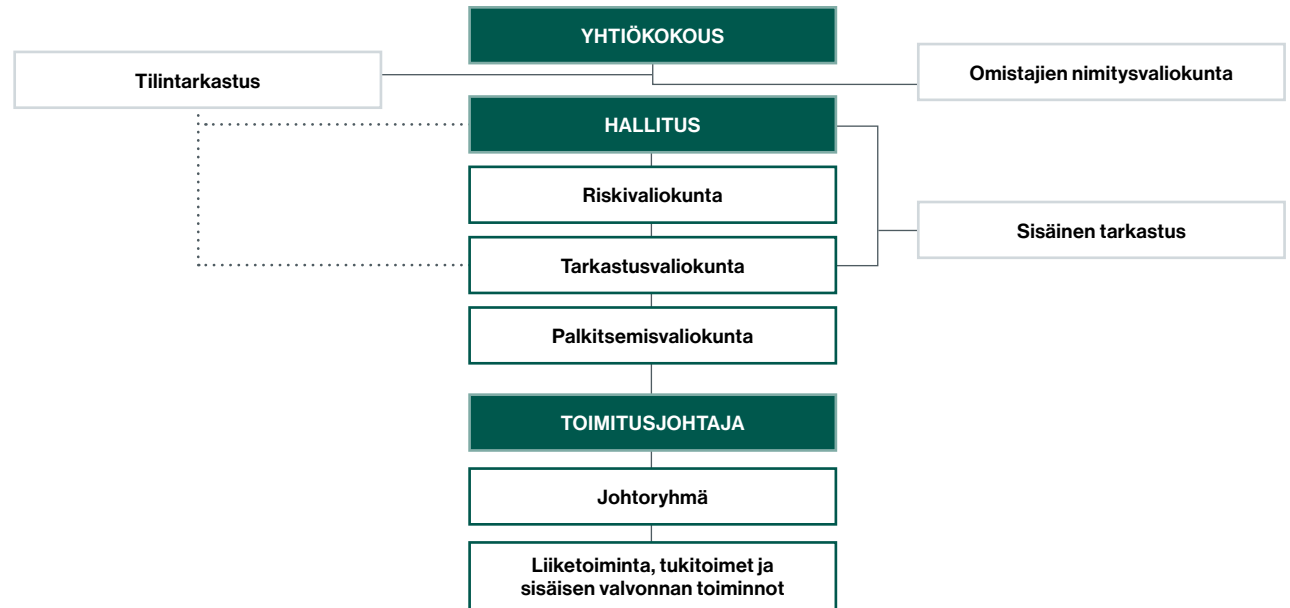 YHTIÖKOKOUS
Tilintarkastus
Omistajien nimitysvaliokunta
HALLITUS
Riskivaliokunta
Sisäinen tarkastus
Tarkastusvaliokunta
Palkitsemisvaliokunta
TOIMITUSJOHTAJA
Johtoryhmä
Liiketoiminta, tukitoimet ja
sisäisen valvonnan toiminnot